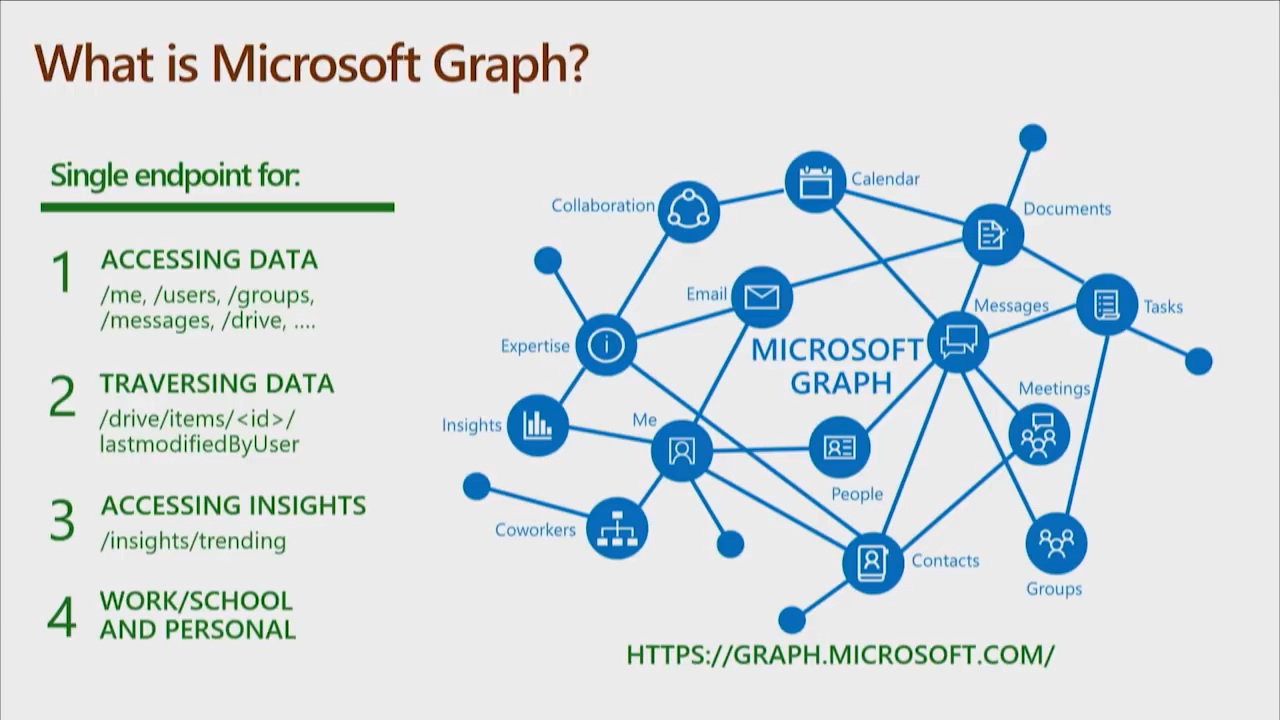 What is Microsoft Graph?
Single endpoint for:
1 ACCESSING DATA
/me, /users, /groups,
/messages, /drive, ....
2 TRAVERSING DATA
/drive/items/<id>/
lastmodifiedByUser
3 ACCESSING INSIGHTS
/insights/trending
4 WORK/SCHOOL
AND PERSONAL
Calendar
Collaboration
Documents
Email
Messages
Tasks
Expertise
MICROSOFT
GRAPH
Meetings
Insights
Me
People
Coworkers
Contacts
Groups
HTTPS://GRAPH.MICROSOFT.COM/